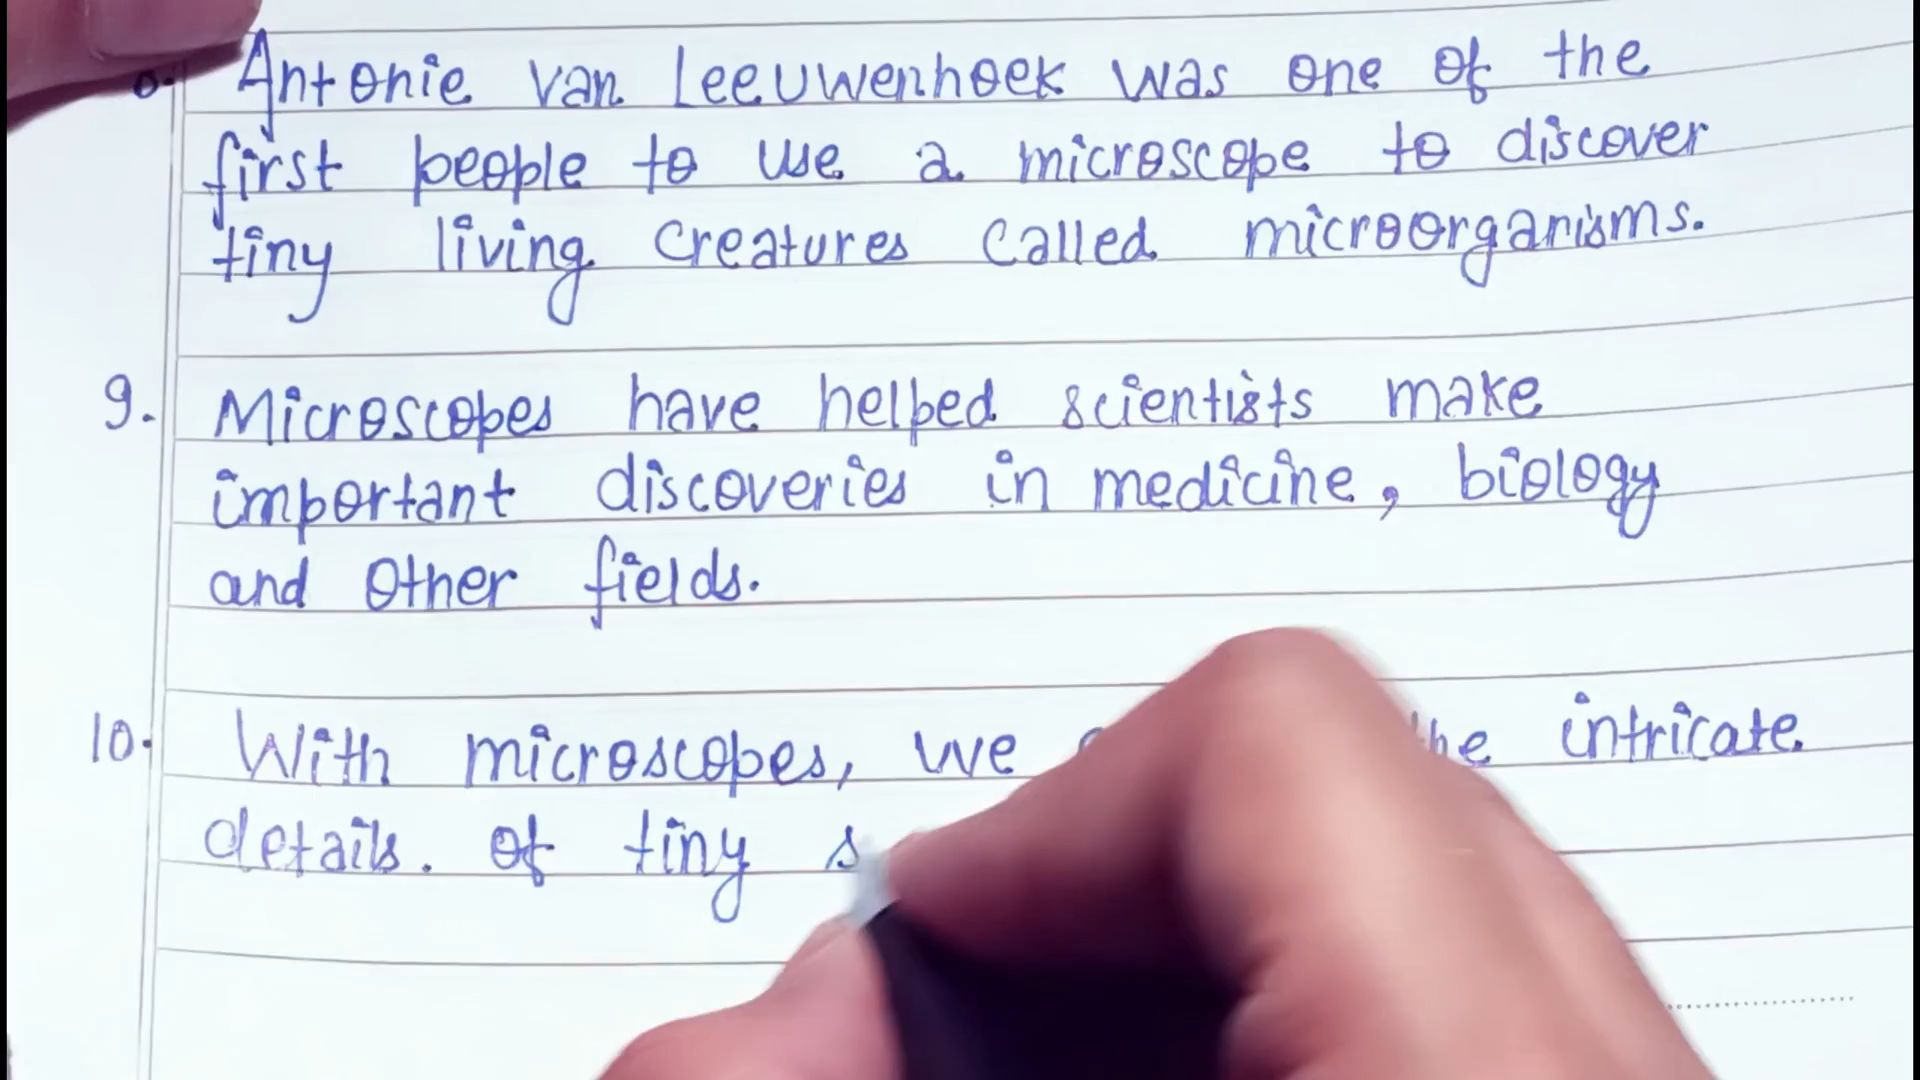 Antonie van Leeuwenhoek was one of the
first people to use a microscope to discover
tiny living creatures called microorganisms.
9. Microscopes have helped scientists make
important discoveries in medicine, biology
and other fields.
10. With microscopes, we intricate
details. of tiny s